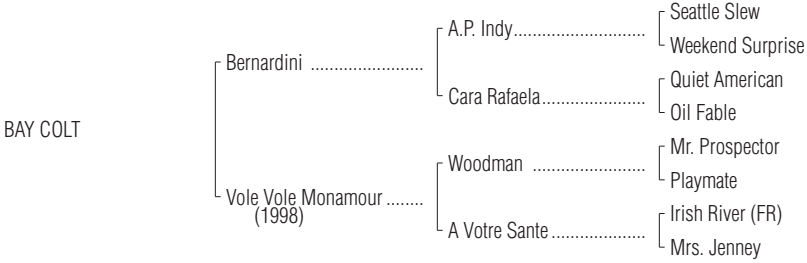 Seattle Slew
A.P. Indy............................
Weekend Surprise
Bernardini ........................
Quiet American
Cara Rafaela......................
Oil Fable
BAY COLT
Mr. Prospector
Woodman ........................
Playmate
Vole Vole Monamour ........
(1998)
Irish River (FR)
A Votre Sante....................
Mrs. Jenney